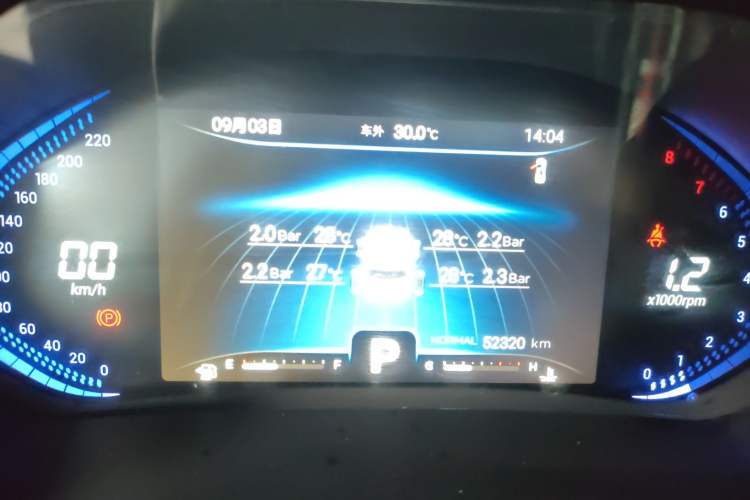 09月03日 车外 30.0℃ 14:04
220
200
180
160
140
120
60
40
20
0
00
km/h
P
2.0Bar 28℃ 28℃ 2.2Bar
2.2Bar 27℃ 28℃ 2.3Bar
NORMAL 52320 km
E F P C H
8
7
6
5
4
3
2
1
0
1.2
x1000rpm